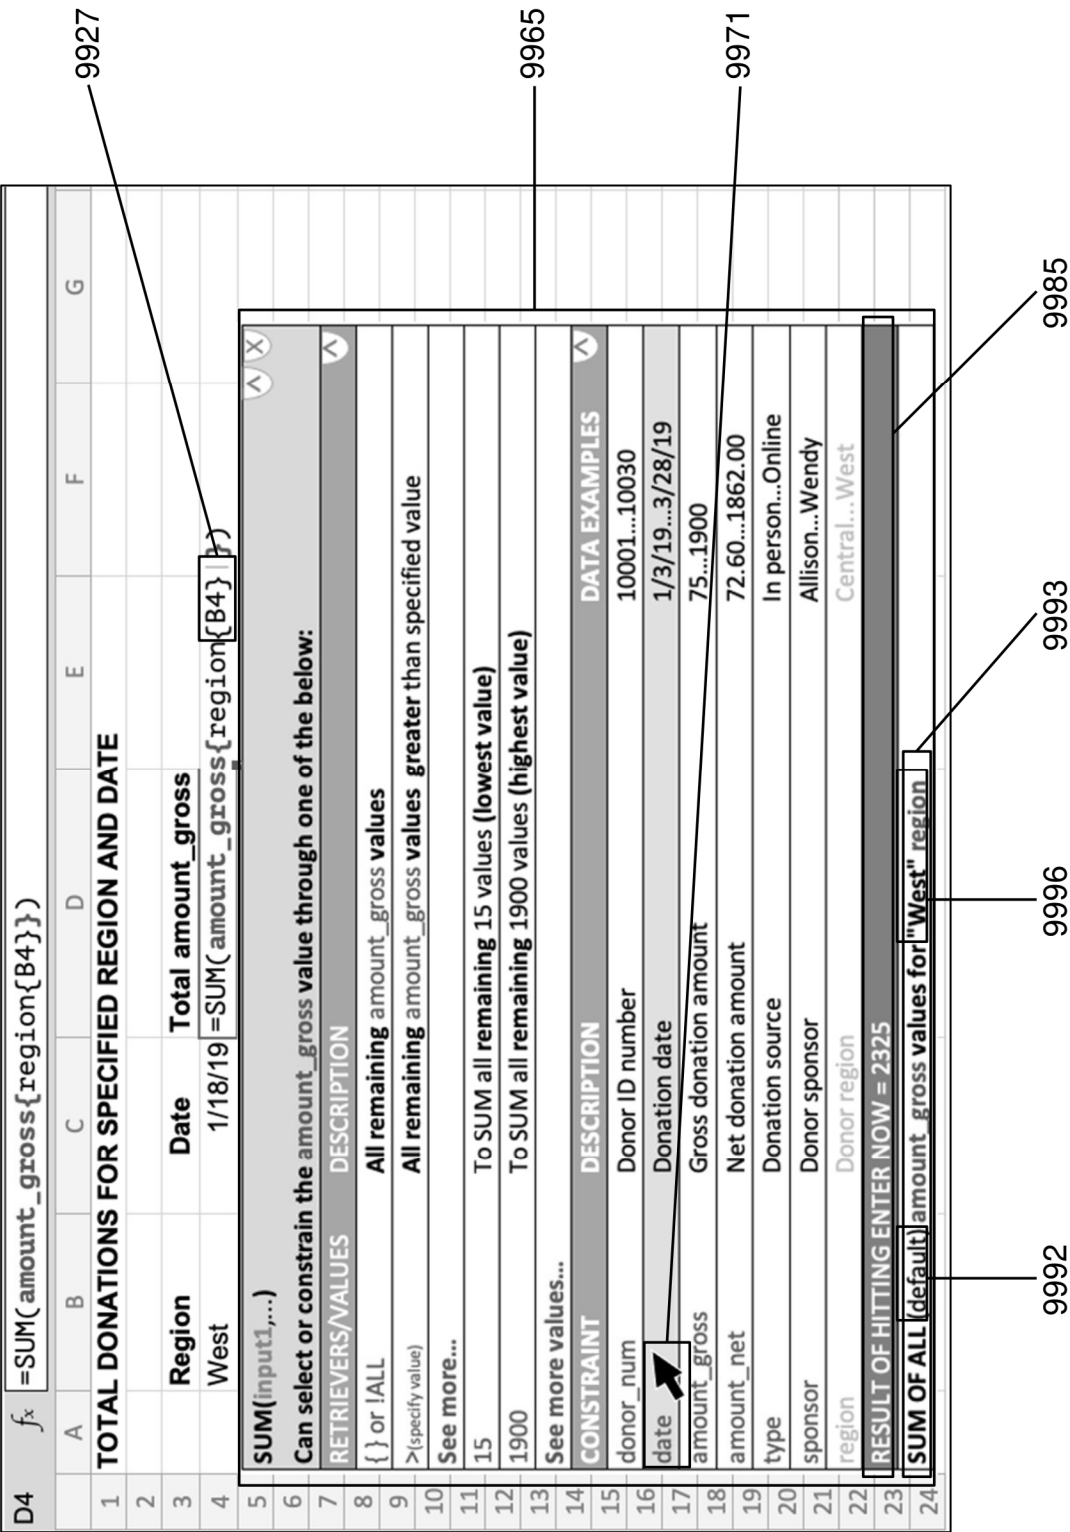 9927
9965
9971
D4 fx =SUM(amount_gross{region{B4}})
A B C D E F G
1 TOTAL DONATIONS FOR SPECIFIED REGION AND DATE
2
3 Region Date Total amount_gross
4 West 1/18/19 =SUM(amount_gross{region{B4} | })
5 SUM(input1,...) ^ X
6 Can select or constrain the amount_gross value through one of the below:
7 RETRIEVERS/VALUES DESCRIPTION ^
8 { } or !ALL All remaining amount_gross values
9 >(specify value) All remaining amount_gross values greater than specified value
10 See more...
11 15 To SUM all remaining 15 values (lowest value)
12 1900 To SUM all remaining 1900 values (highest value)
13 See more values...
14 CONSTRAINT DESCRIPTION DATA EXAMPLES ^
15 donor_num Donor ID number 10001...10030
16 date Donation date 1/3/19...3/28/19
17 amount_gross Gross donation amount 75...1900
18 amount_net Net donation amount 72.60...1862.00
19 type Donation source In person...Online
20 sponsor Donor sponsor Allison...Wendy
21 region Donor region Central...West
22 RESULT OF HITTING ENTER NOW = 2325
23 SUM OF ALL (default) amount_gross values for "West" region
24
9985
9993
9996
9992